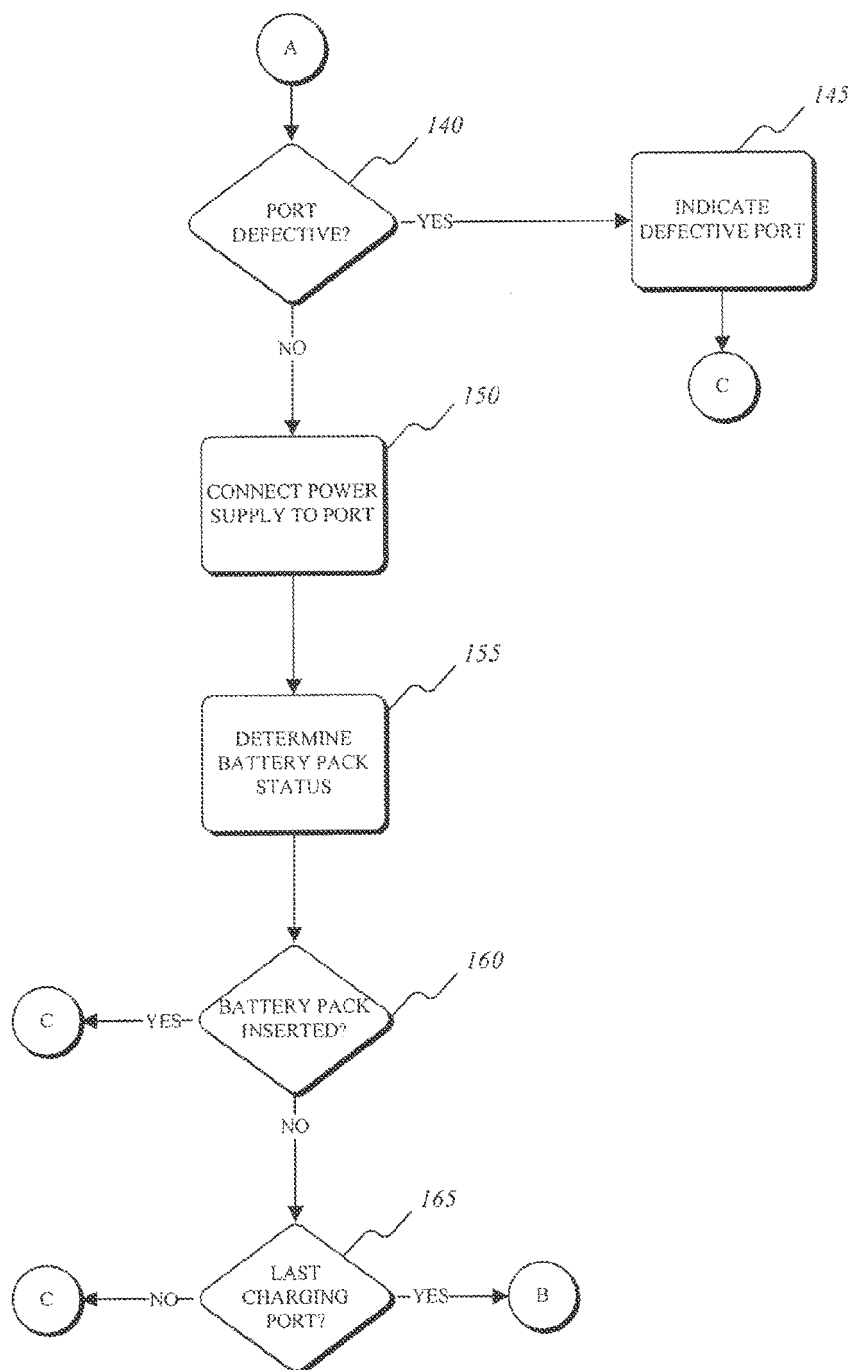 A
140
145
PORT
DEFECTIVE?
YES
INDICATE
DEFECTIVE PORT
NO
C
150
CONNECT POWER
SUPPLY TO PORT
155
DETERMINE
BATTERY PACK
STATUS
160
C
YES
BATTERY PACK
INSERTED?
NO
165
C
NO
LAST
CHARGING
PORT?
YES
B